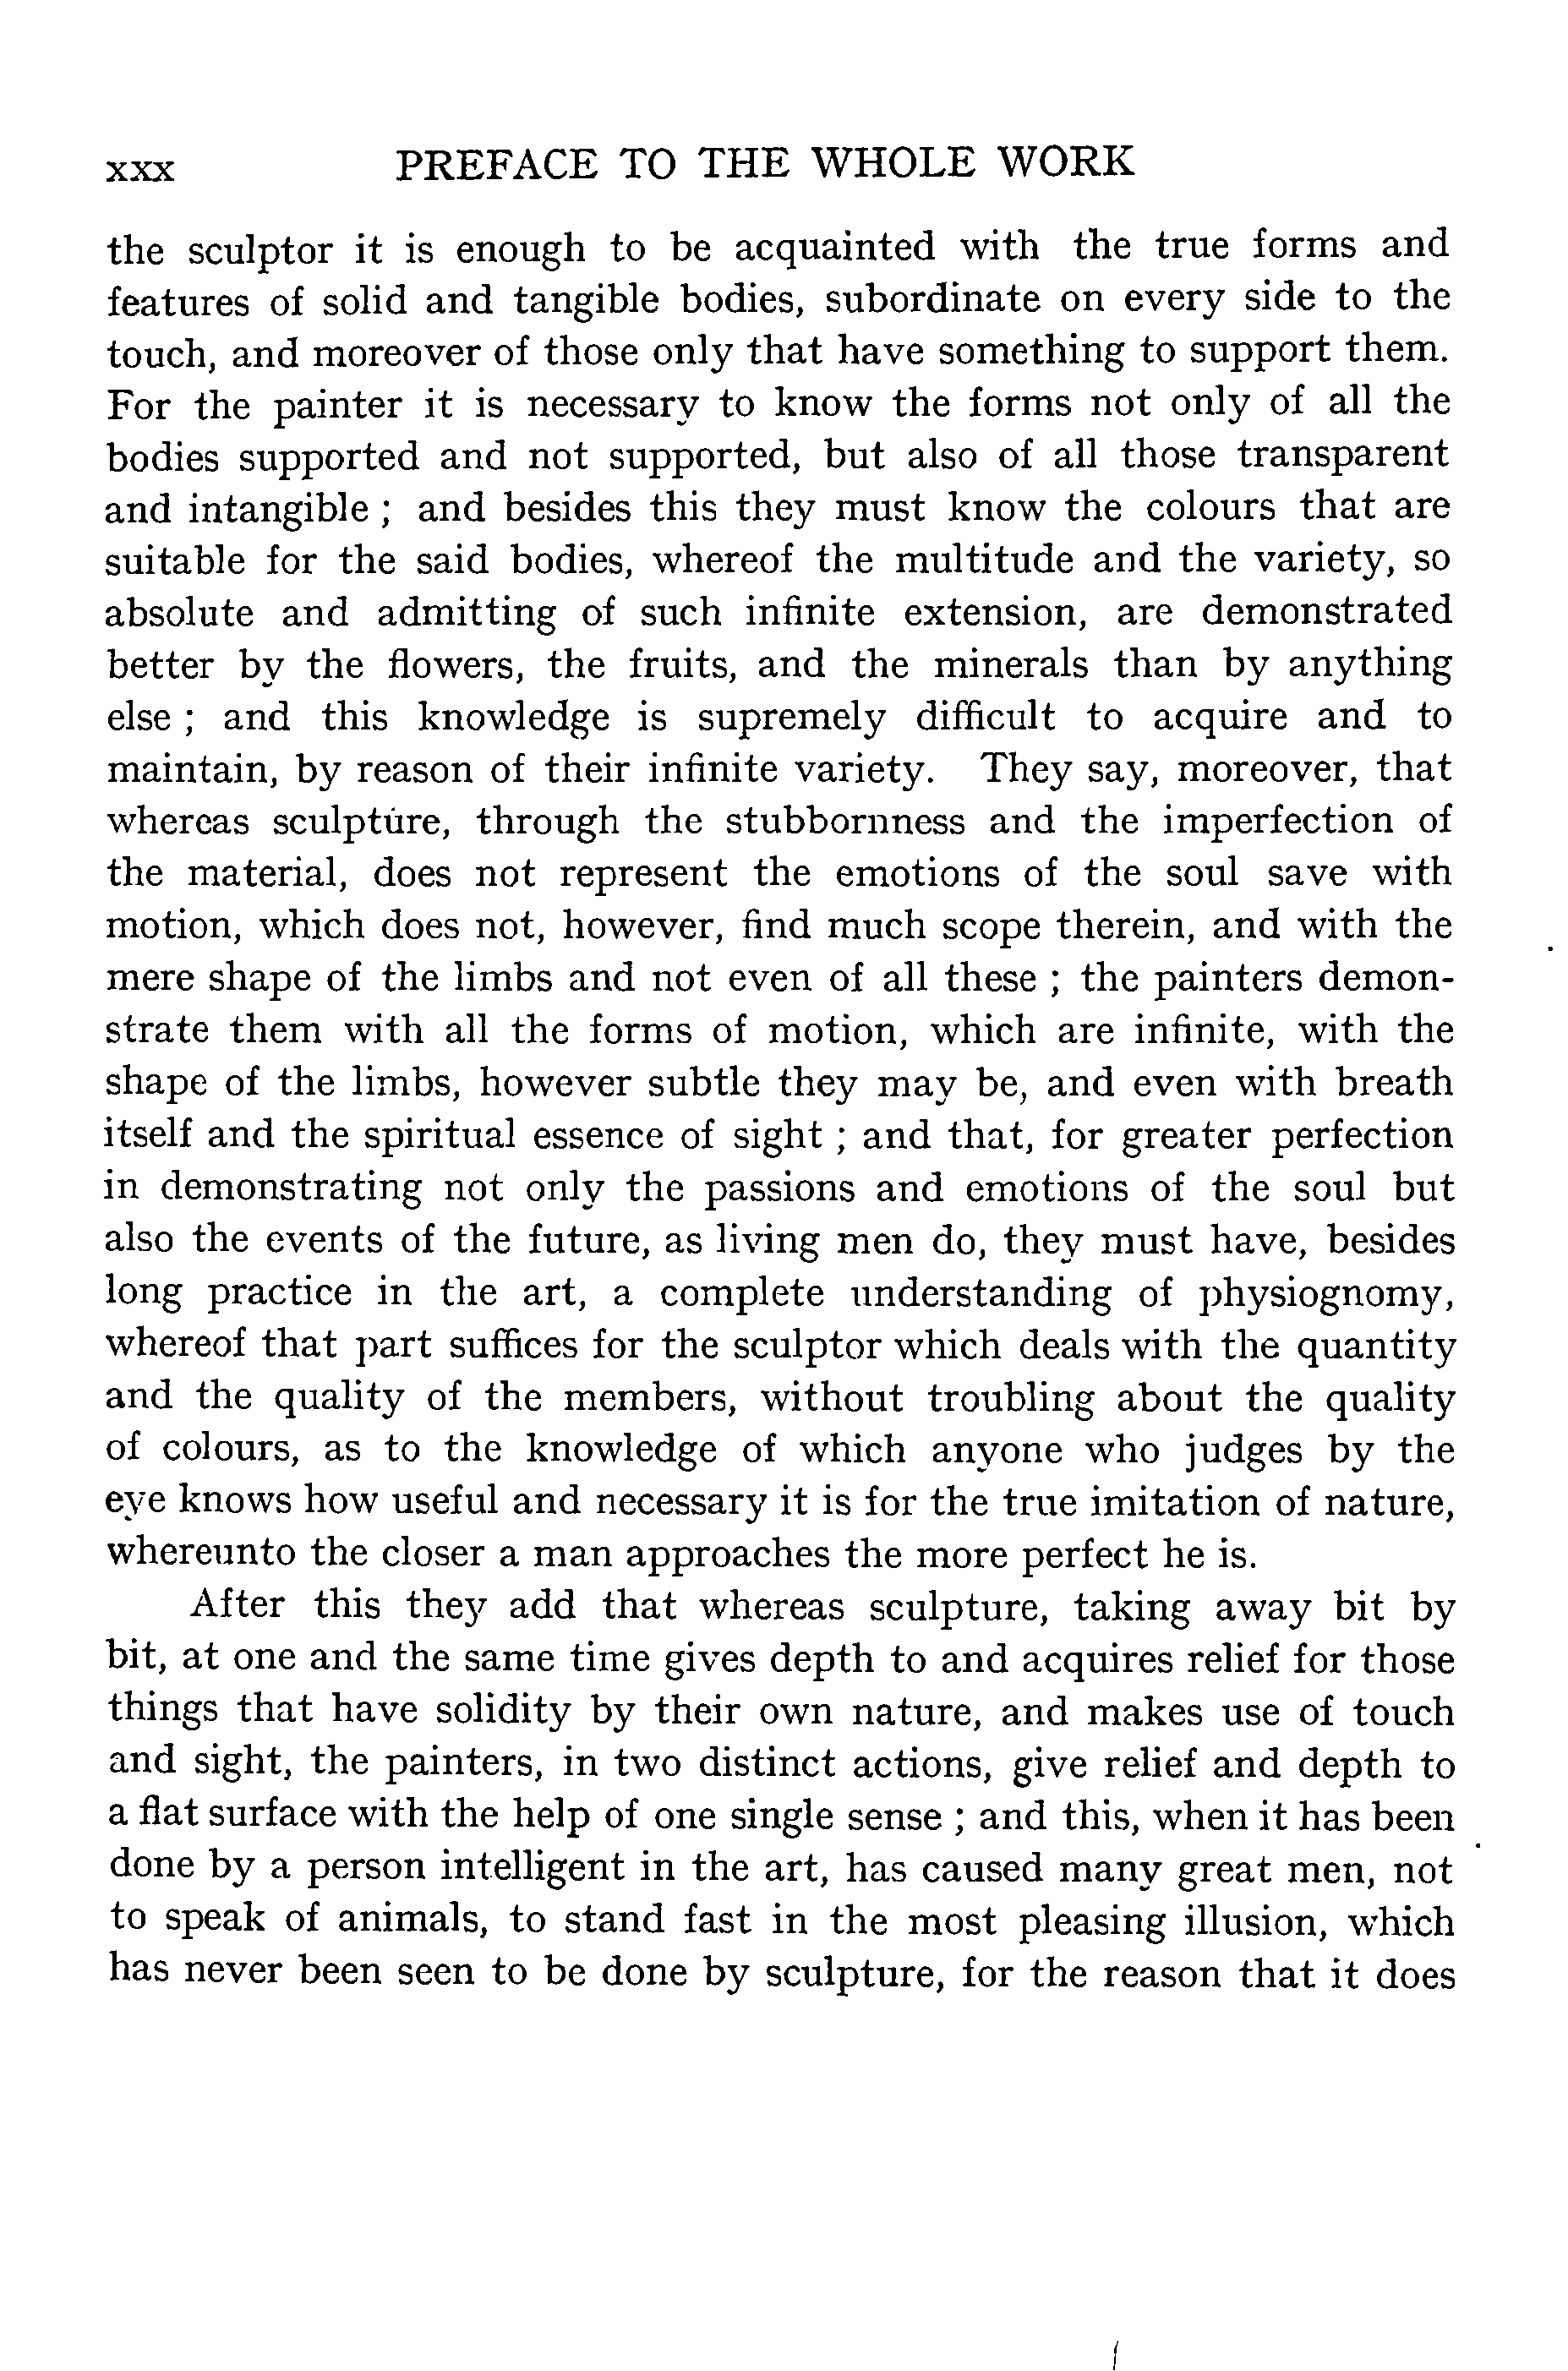 xxx PREFACE TO THE WHOLE WORK
the sculptor it is enough to be acquainted with the true forms and
features of solid and tangible bodies, subordinate on every side to the
touch, and moreover of those only that have something to support them.
For the painter it is necessary to know the forms not only of all the
bodies supported and not supported, but also of all those transparent
and intangible ; and besides this they must know the colours that are
suitable for the said bodies, whereof the multitude and the variety, so
absolute and admitting of such infinite extension, are demonstrated
better by the flowers, the fruits, and the minerals than by anything
else ; and this knowledge is supremely difficult to acquire and to
maintain, by reason of their infinite variety. They say, moreover, that
whereas sculpture, through the stubbornness and the imperfection of
the material, does not represent the emotions of the soul save with
motion, which does not, however, find much scope therein, and with the
mere shape of the limbs and not even of all these ; the painters demon-
strate them with all the forms of motion, which are infinite, with the
shape of the limbs, however subtle they may be, and even with breath
itself and the spiritual essence of sight ; and that, for greater perfection
in demonstrating not only the passions and emotions of the soul but
also the events of the future, as living men do, they must have, besides
long practice in the art, a complete understanding of physiognomy,
whereof that part suffices for the sculptor which deals with the quantity
and the quality of the members, without troubling about the quality
of colours, as to the knowledge of which anyone who judges by the
eye knows how useful and necessary it is for the true imitation of nature,
whereunto the closer a man approaches the more perfect he is.
After this they add that whereas sculpture, taking away bit by
bit, at one and the same time gives depth to and acquires relief for those
things that have solidity by their own nature, and makes use of touch
and sight, the painters, in two distinct actions, give relief and depth to
a flat surface with the help of one single sense ; and this, when it has been
done by a person intelligent in the art, has caused many great men, not
to speak of animals, to stand fast in the most pleasing illusion, which
has never been seen to be done by sculpture, for the reason that it does